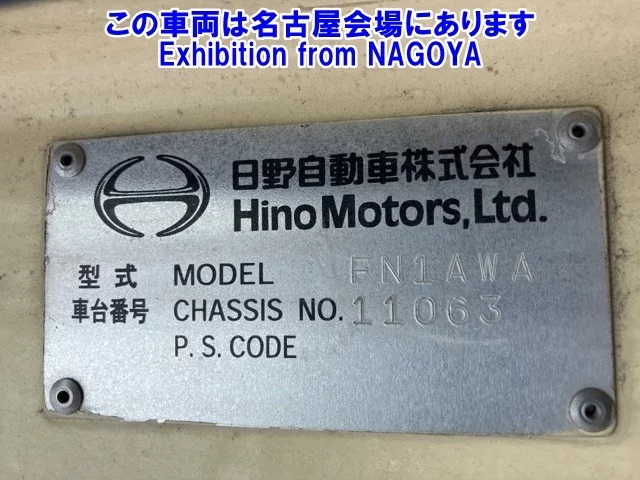 この車両は名古屋会場にあります
Exhibition from NAGOYA
日野自動車株式会社
Hino Motors, Ltd.
型式 MODEL FN1AWA
車台番号 CHASSIS NO. 11063
P. S. CODE